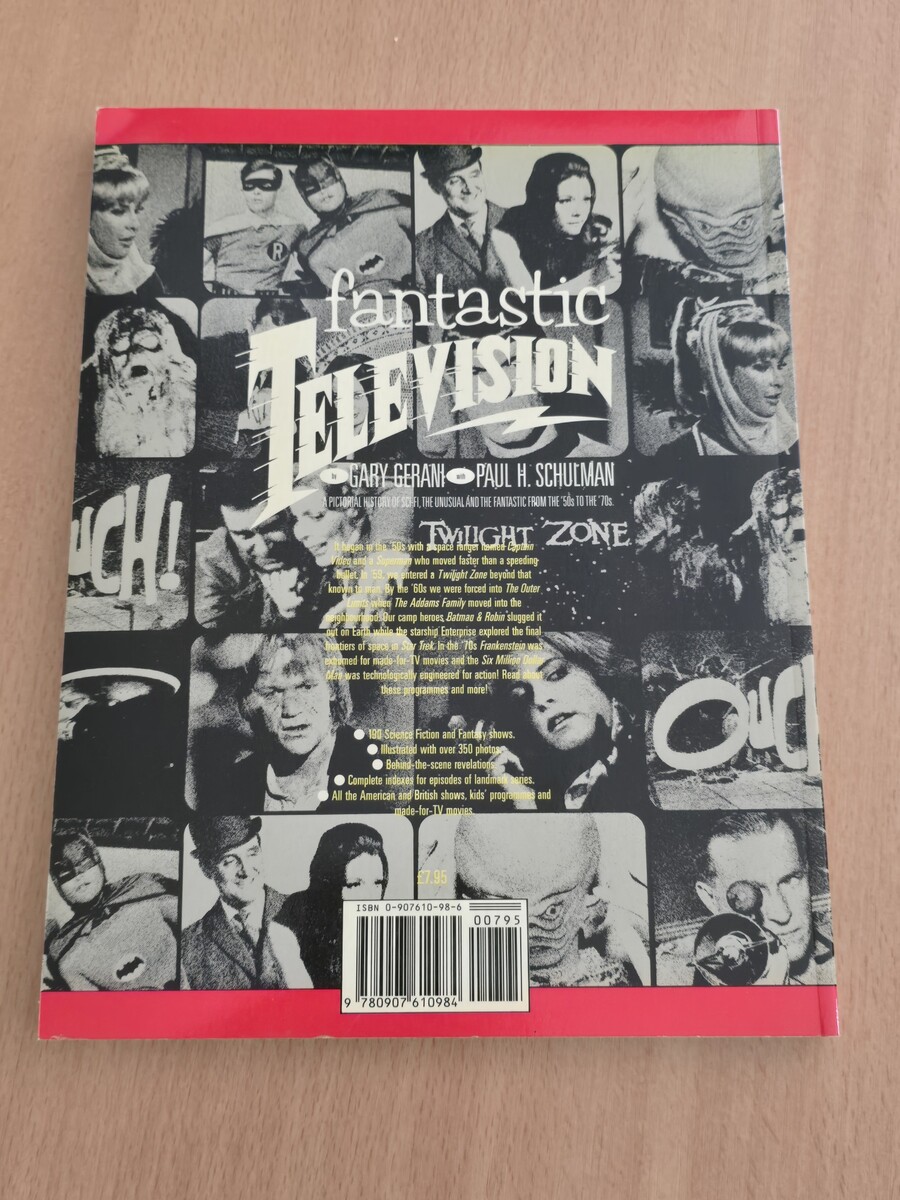 R
fantastic
TELEVISION
by GARY GERANI with PAUL H. SCHULMAN
A PICTORIAL HISTORY OF SCI-FI, THE UNUSUAL AND THE FANTASTIC FROM THE '50s TO THE '70s.
TWILIGHT ZONE
UCH!
It began in the '50s with a space ranger named Captain
Video and a Superman who moved faster than a speeding
bullet. In '59, we entered a Twilight Zone beyond that
known to man. By the '60s we were forced into The Outer
Limits when The Addams Family moved into the
neighbourhood! Our camp heroes, Batman & Robin slugged it
out on Earth while the starship Enterprise explored the final
frontiers of space in Star Trek. In the '70s Frankenstein was
exhumed for made-for-TV movies and the Six Million Dollar
Man was technologically engineered for action! Read about
these programmes and more!
OUCH
● 190 Science Fiction and Fantasy shows.
● Illustrated with over 350 photos.
● Behind-the-scene revelations.
● Complete indexes for episodes of landmark series.
● All the American and British shows, kids' programmes and
made-for-TV movies.
£7.95
ISBN 0-907610-98-6
00795
9 780907 610984